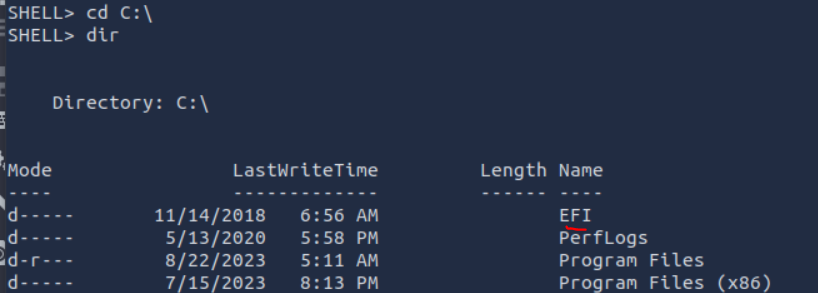 SHELL> cd C:\
SHELL> dir
Directory: C:\
Mode LastWriteTime Length Name
---- ------------- ------ ----
d----- 11/14/2018 6:56 AM EFI
d----- 5/13/2020 5:58 PM PerfLogs
d-r--- 8/22/2023 5:11 AM Program Files
d----- 7/15/2023 8:13 PM Program Files (x86)